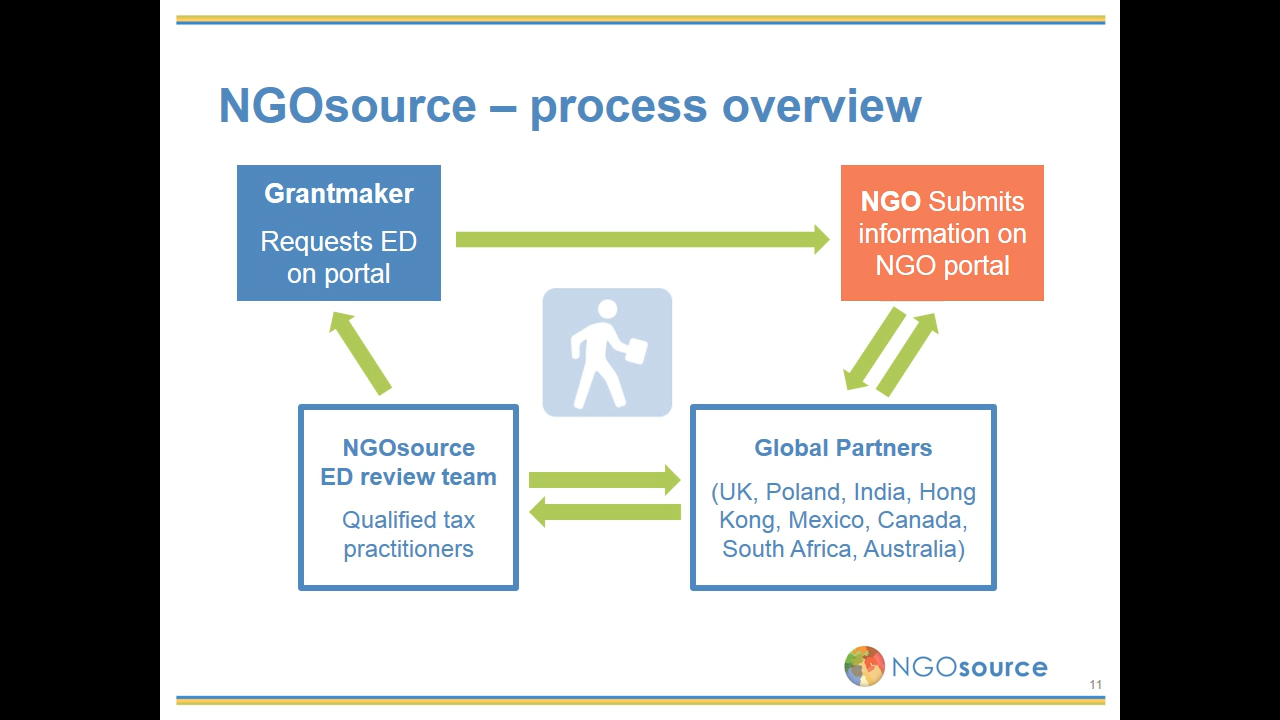 NGOsource – process overview
Grantmaker
Requests ED
on portal
NGO Submits
information on
NGO portal
NGOsource
ED review team
Qualified tax
practitioners
Global Partners
(UK, Poland, India, Hong
Kong, Mexico, Canada,
South Africa, Australia)
NGOsource
11